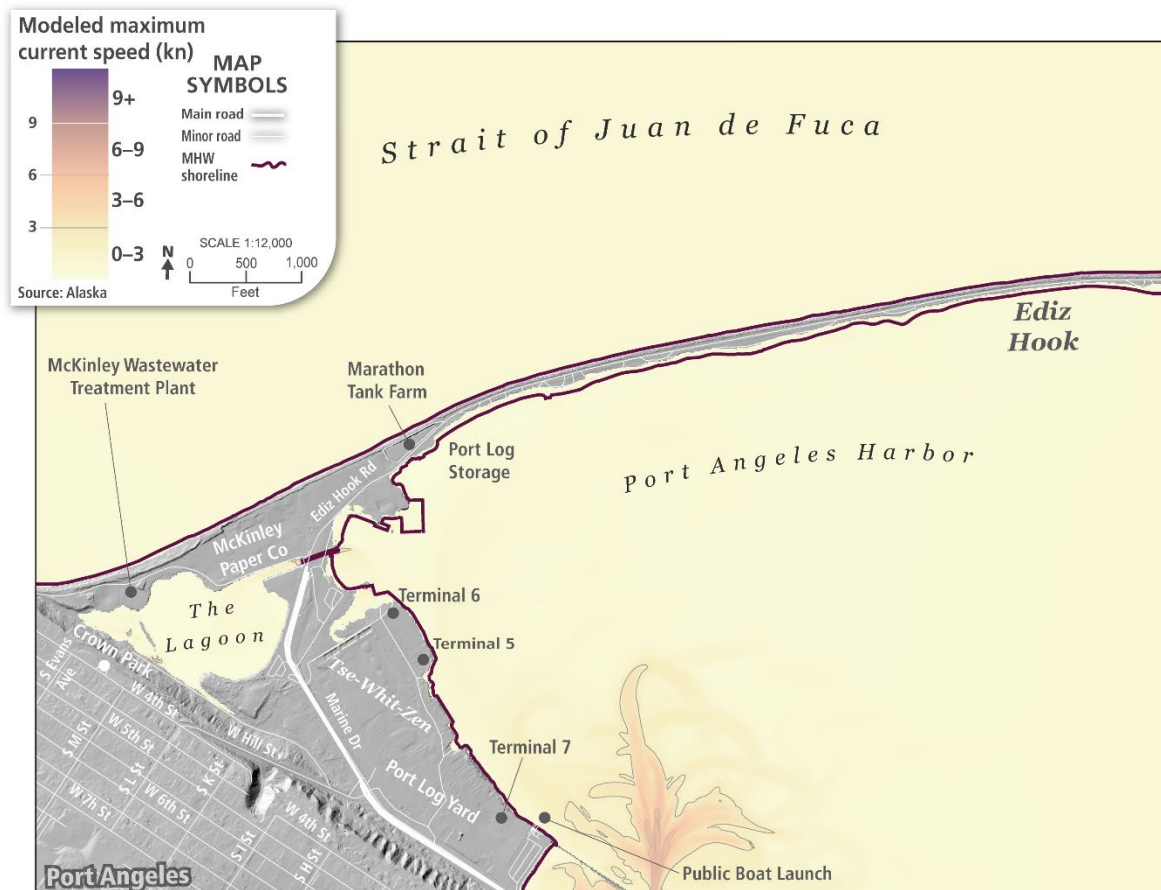 Modeled maximum
current speed (kn)
9+
9
6–9
6
3–6
3
0–3
Source: Alaska
MAP
SYMBOLS
Main road
Minor road
MHW
shoreline
N
SCALE 1:12,000
0 500 1,000
Feet
Strait of Juan de Fuca
Ediz
Hook
McKinley Wastewater
Treatment Plant
Marathon
Tank Farm
Port Log
Storage
Port Angeles Harbor
Ediz Hook Rd
McKinley
Paper Co
The
Lagoon
Terminal 6
Terminal 5
Tse-Whit-Zen
Crown Park
S Evans
Ave
W 4th St
W Hill St
Marine Dr
S M St
W 5th St
S L St
S K St
W 6th St
W 7h St
W 4th St
S I St
S H St
Terminal 7
Port Log Yard
Public Boat Launch
Port Angeles